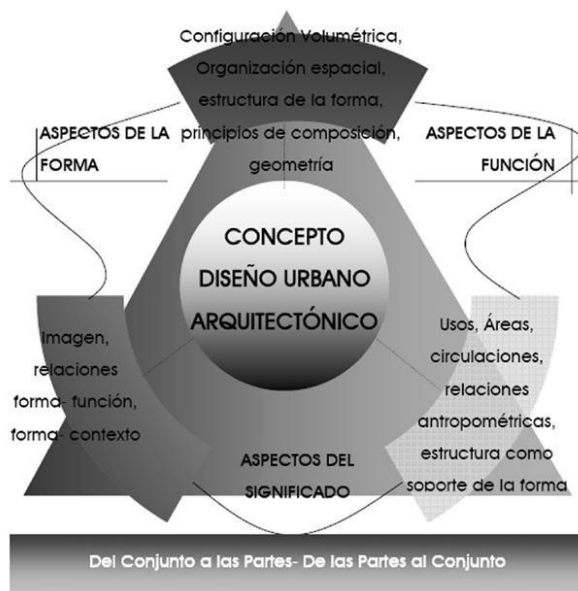 Configuración Volumétrica,
Organización espacial,
estructura de la forma,
principios de composición,
geometría
ASPECTOS DE LA
FORMA
ASPECTOS DE LA
FUNCIÓN
CONCEPTO
DISEÑO URBANO
ARQUITECTÓNICO
Imagen,
relaciones
forma- función,
forma- contexto
Usos, Áreas,
circulaciones,
relaciones
antropométricas,
estructura como
soporte de la forma
ASPECTOS DEL
SIGNIFICADO
Del Conjunto a las Partes- De las Partes al Conjunto